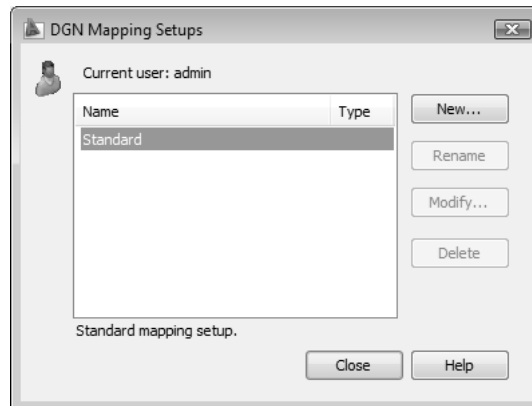 DGN Mapping Setups
Current user: admin
Name Type
Standard
New...
Rename
Modify...
Delete
Standard mapping setup.
Close Help